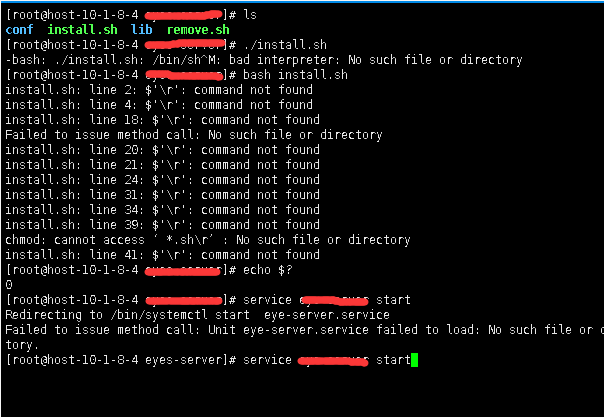 [root@host-10-1-8-4 ]# ls
conf install.sh lib remove.sh
[root@host-10-1-8-4 ]# ./install.sh
-bash: ./install.sh: /bin/sh^M: bad interpreter: No such file or directory
[root@host-10-1-8-4 ]# bash install.sh
install.sh: line 2: $'\r': command not found
install.sh: line 4: $'\r': command not found
install.sh: line 18: $'\r': command not found
Failed to issue method call: No such file or directory
install.sh: line 20: $'\r': command not found
install.sh: line 21: $'\r': command not found
install.sh: line 24: $'\r': command not found
install.sh: line 31: $'\r': command not found
install.sh: line 34: $'\r': command not found
install.sh: line 39: $'\r': command not found
chmod: cannot access ‘ *.sh\r’ : No such file or directory
install.sh: line 41: $'\r': command not found
[root@host-10-1-8-4 ]# echo $?
0
[root@host-10-1-8-4 ]# service start
Redirecting to /bin/systemctl start  eye-server.service
Failed to issue method call: Unit eye-server.service failed to load: No such file or
tory.
[root@host-10-1-8-4 eyes-server]# service start